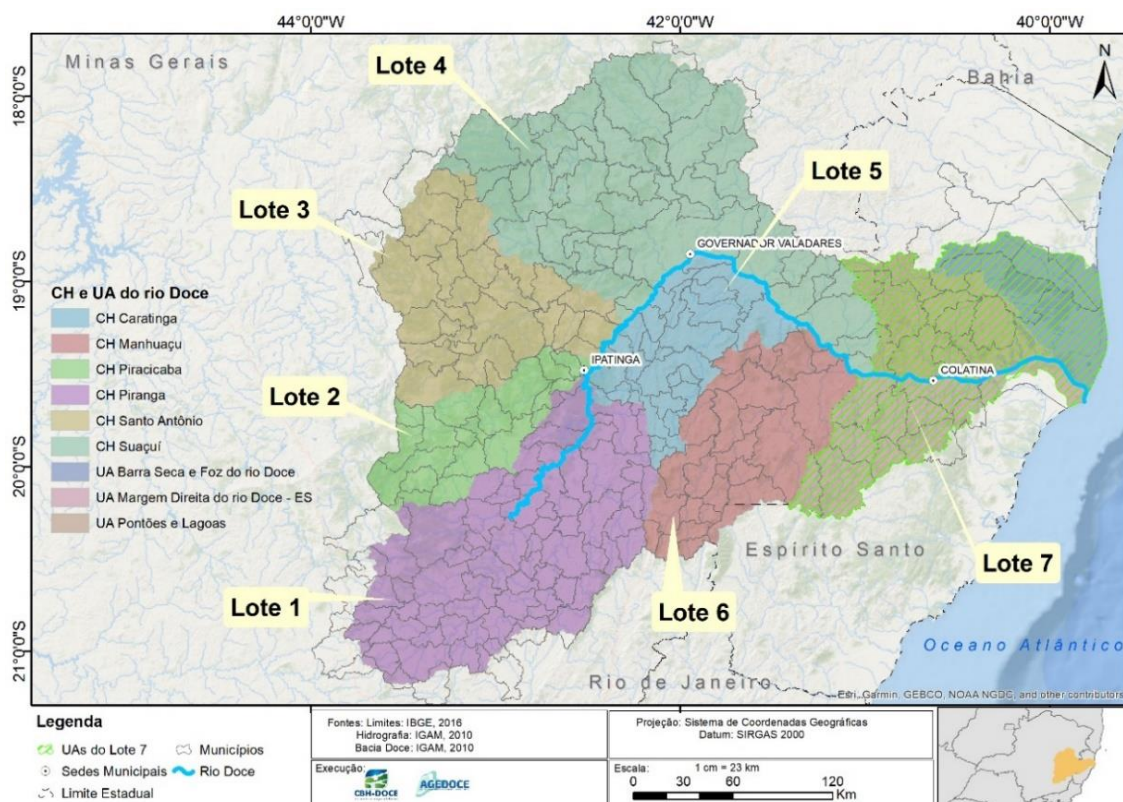 44°0'0"W
42°0'0"W
40°0'0"W
18°0'0"S
19°0'0"S
20°0'0"S
21°0'0"S
Minas Gerais
Bahia
N
Lote 4
Lote 5
Lote 3
GOVERNADOR VALADARES
CH e UA do rio Doce
CH Caratinga
CH Manhuaçu
CH Piracicaba
CH Piranga
CH Santo Antônio
CH Suaçuí
UA Barra Seca e Foz do rio Doce
UA Margem Direita do rio Doce - ES
UA Pontões e Lagoas
IPATINGA
COLATINA
Lote 2
Lote 1
Lote 6
Lote 7
Espírito Santo
Rio de Janeiro
Oceano Atlântico
Esri, Garmin, GEBCO, NOAA NGDC, and other contributors
Legenda
UAs do Lote 7
Municípios
Sedes Municipais
Rio Doce
Limite Estadual
Fontes: Limites: IBGE, 2016
Hidrografia: IGAM, 2010
Bacia Doce: IGAM, 2010
Execução:
CBH-DOCE
AGEDOCE
Projeção: Sistema de Coordenadas Geográficas
Datum: SIRGAS 2000
Escala: 1 cm = 23 km
0 30 60 120
Km